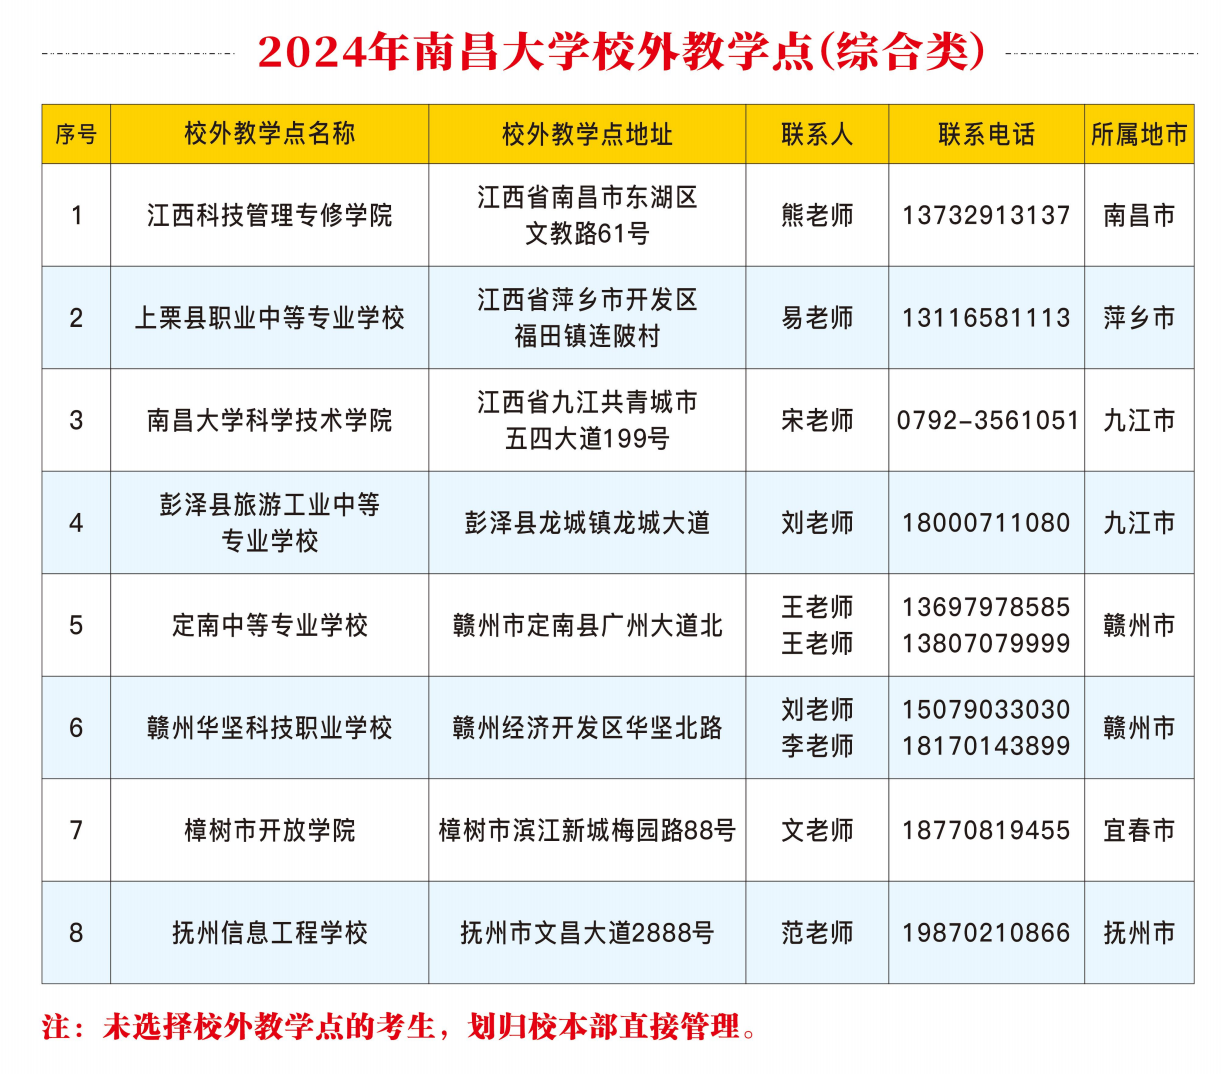 2024年南昌大学校外教学点(综合类)
序号 校外教学点名称 校外教学点地址 联系人 联系电话 所属地市
1 江西科技管理专修学院 江西省南昌市东湖区 熊老师 13732913137 南昌市
文教路61号
2 上栗县职业中等专业学校 江西省萍乡市开发区 易老师 13116581113 萍乡市
福田镇连陂村
3 南昌大学科学技术学院 江西省九江共青城市 宋老师 0792-3561051 九江市
五四大道199号
4 彭泽县旅游工业中等 彭泽县龙城镇龙城大道 刘老师 18000711080 九江市
专业学校
5 定南中等专业学校 赣州市定南县广州大道北 王老师 13697978585 赣州市
王老师 13807079999
6 赣州华坚科技职业学校 赣州经济开发区华坚北路 刘老师 15079033030 赣州市
李老师 18170143899
7 樟树市开放学院 樟树市滨江新城梅园路88号 文老师 18770819455 宜春市
8 抚州信息工程学校 抚州市文昌大道2888号 范老师 19870210866 抚州市
注：未选择校外教学点的考生，划归校本部直接管理。